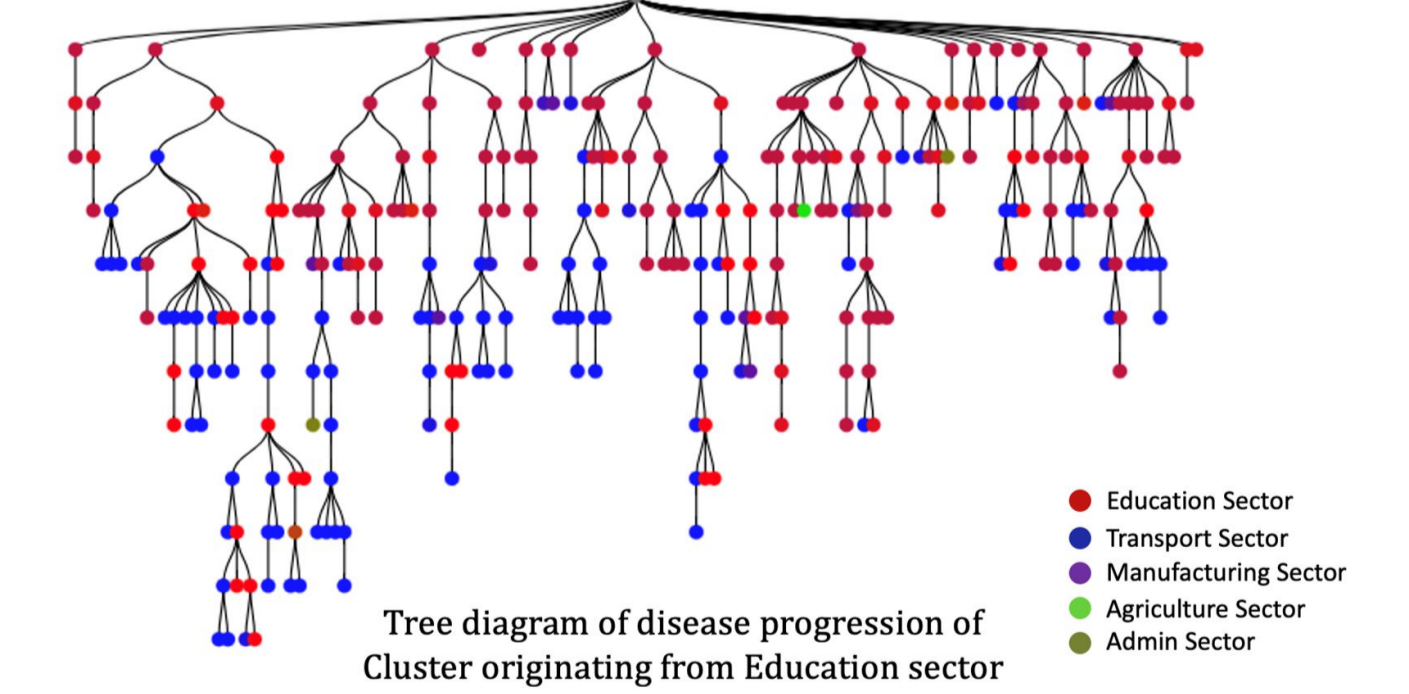 Education Sector
Transport Sector
Manufacturing Sector
Agriculture Sector
Admin Sector
Tree diagram of disease progression of
Cluster originating from Education sector